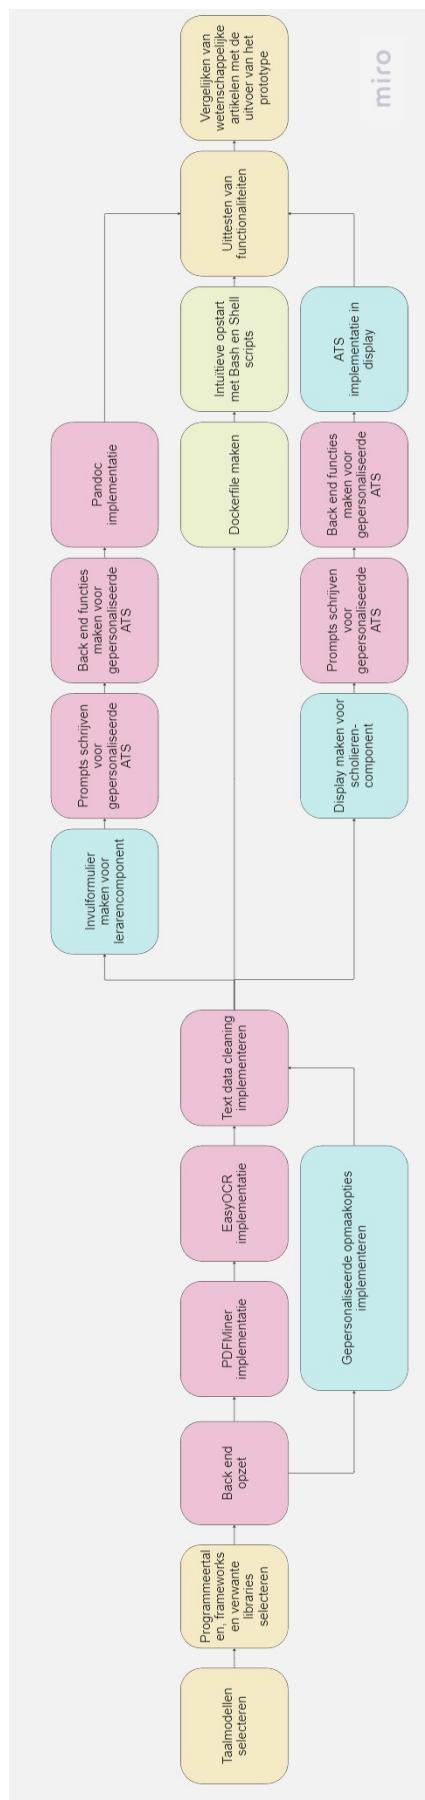 Taalmodellen
selecteren
Programmeertal
en, frameworks
en verwante
libraries
selecteren
Back end
opzet
PDFMiner
implementatie
EasyOCR
implementatie
Gepersonaliseerde opmaakopties
implementeren
Text data cleaning
implementeren
Invulformulier
maken voor
lerarencomponent
Prompts schrijven
voor
gepersonaliseerde
ATS
Back end functies
maken voor
gepersonaliseerde
ATS
Pandoc
implementatie
Dockerfile maken
Intuïtieve opstart
met Bash en Shell
scripts
Display maken voor
scholieren-
component
Prompts schrijven
voor
gepersonaliseerde
ATS
Back end functies
maken voor
gepersonaliseerde
ATS
ATS
implementatie in
display
Uittesten van
functionaliteiten
Vergelijken van
wetenschappelijke
artikelen met de
uitvoer van het
prototype
miro